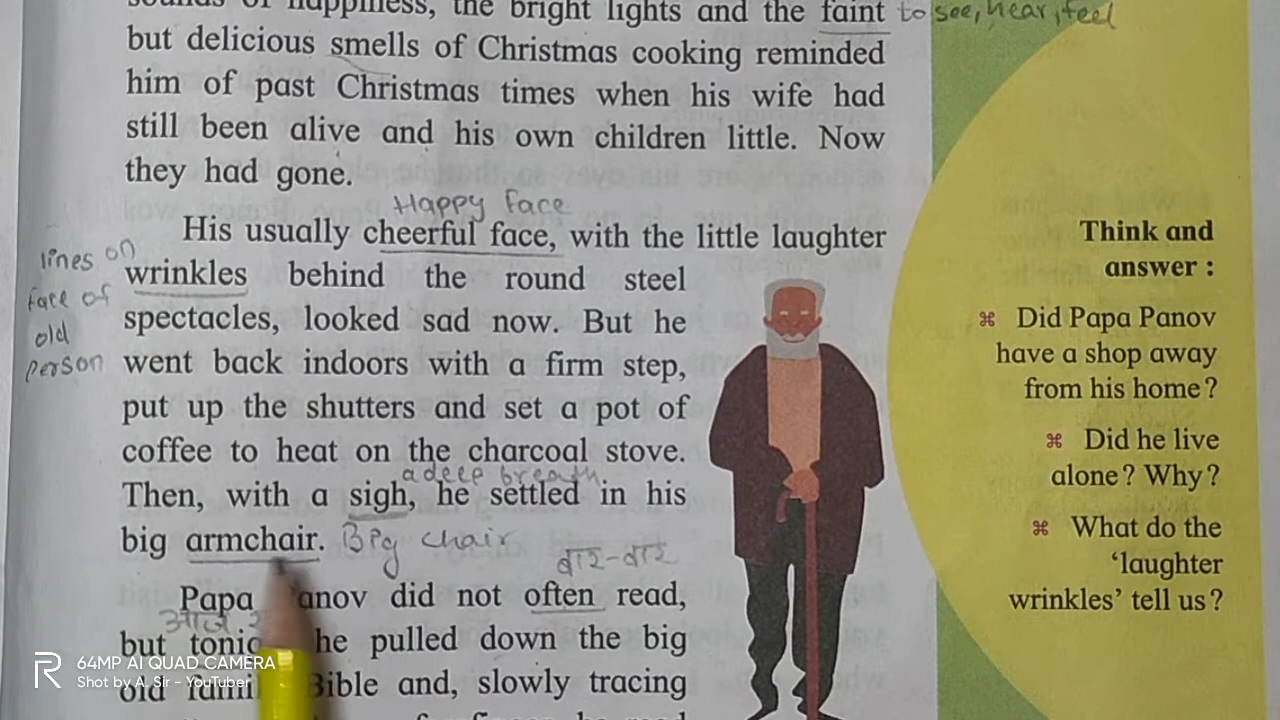 sounds of happiness, the bright lights and the faint to see, hear, feel
but delicious smells of Christmas cooking reminded
him of past Christmas times when his wife had
still been alive and his own children little. Now
they had gone.
Happy Face
His usually cheerful face, with the little laughter
lines on
face of
old
person
wrinkles behind the round steel
spectacles, looked sad now. But he
went back indoors with a firm step,
put up the shutters and set a pot of
coffee to heat on the charcoal stove.
a deep breath
Then, with a sigh, he settled in his
big armchair. Big chair
बार-बार
Papa Panov did not often read,
but he pulled down the big
old Bible and, slowly tracing
Think and
answer :
⌘ Did Papa Panov
have a shop away
from his home?
⌘ Did he live
alone? Why?
⌘ What do the
‘laughter
wrinkles’ tell us?
64MP AI QUAD CAMERA
Shot by A. Sir - YouTuber